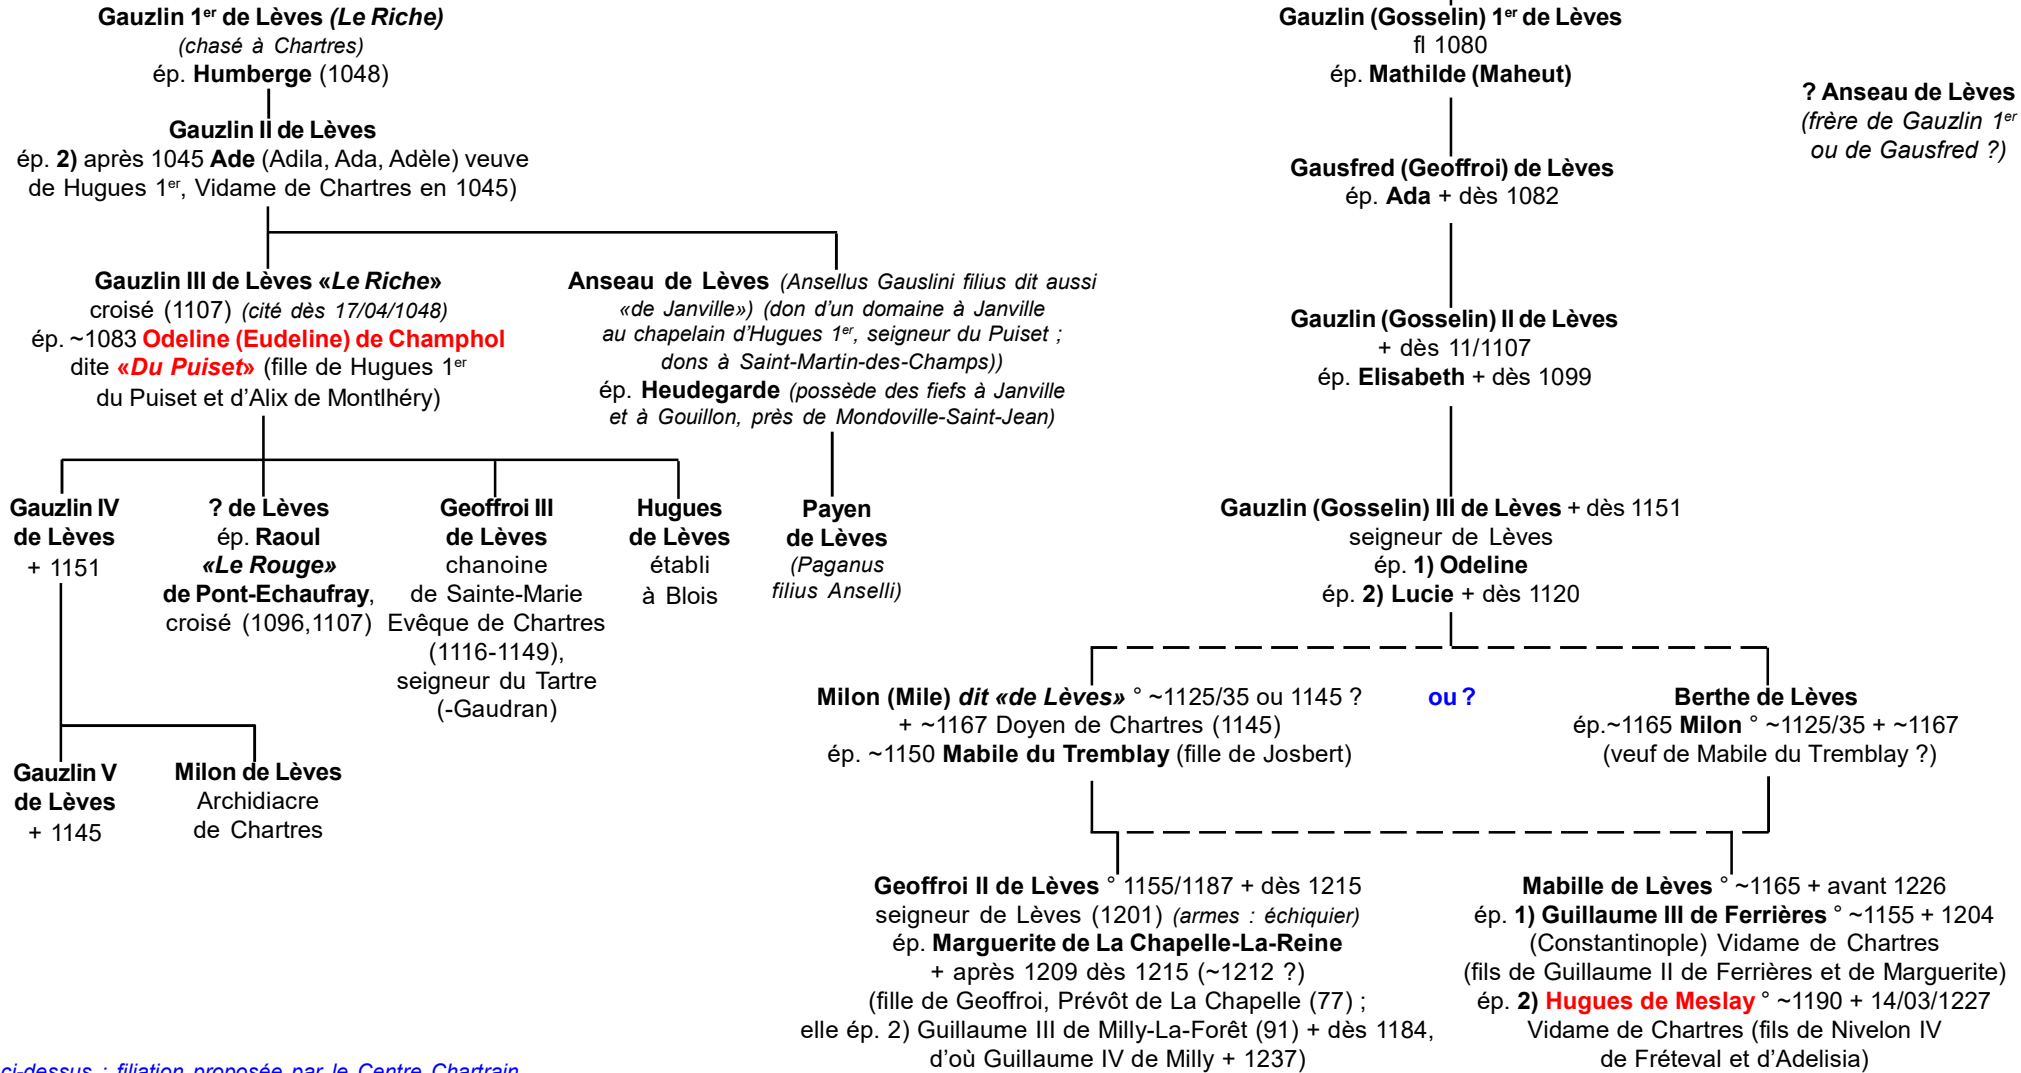 Gauzlin 1er de Lèves (Le Riche)
(chasé à Chartres)
ép. Humberge (1048)
Gauzlin II de Lèves
ép. 2) après 1045 Ade (Adila, Ada, Adèle) veuve
de Hugues 1er, Vidame de Chartres en 1045)
Gauzlin III de Lèves «Le Riche»
croisé (1107) (cité dès 17/04/1048)
ép. ~1083 Odeline (Eudeline) de Champhol
dite «Du Puiset» (fille de Hugues 1er
du Puiset et d'Alix de Montlhéry)
Anseau de Lèves (Ansellus Gauslini filius dit aussi
«de Janville») (don d'un domaine à Janville
au chapelain d'Hugues 1er, seigneur du Puiset ;
dons à Saint-Martin-des-Champs))
ép. Heudegarde (possède des fiefs à Janville
et à Gouillon, près de Mondoville-Saint-Jean)
Gauzlin IV
de Lèves
+ 1151
? de Lèves
ép. Raoul
«Le Rouge»
de Pont-Echaufray,
croisé (1096,1107)
Geoffroi III
de Lèves
chanoine
de Sainte-Marie
Evêque de Chartres
(1116-1149),
seigneur du Tartre
(-Gaudran)
Hugues
de Lèves
établi
à Blois
Payen
de Lèves
(Paganus
filius Anselli)
Gauzlin V
de Lèves
+ 1145
Milon de Lèves
Archidiacre
de Chartres
Gauzlin (Gosselin) 1er de Lèves
fl 1080
ép. Mathilde (Maheut)
? Anseau de Lèves
(frère de Gauzlin 1er
ou de Gausfred ?)
Gausfred (Geoffroi) de Lèves
ép. Ada + dès 1082
Gauzlin (Gosselin) II de Lèves
+ dès 11/1107
ép. Elisabeth + dès 1099
Gauzlin (Gosselin) III de Lèves + dès 1151
seigneur de Lèves
ép. 1) Odeline
ép. 2) Lucie + dès 1120
Milon (Mile) dit «de Lèves» ° ~1125/35 ou 1145 ?
+ ~1167 Doyen de Chartres (1145)
ép. ~1150 Mabile du Tremblay (fille de Josbert)
ou ?
Berthe de Lèves
ép.~1165 Milon ° ~1125/35 + ~1167
(veuf de Mabile du Tremblay ?)
Geoffroi II de Lèves ° 1155/1187 + dès 1215
seigneur de Lèves (1201) (armes : échiquier)
ép. Marguerite de La Chapelle-La-Reine
+ après 1209 dès 1215 (~1212 ?)
(fille de Geoffroi, Prévôt de La Chapelle (77) ;
elle ép. 2) Guillaume III de Milly-La-Forêt (91) + dès 1184,
d'où Guillaume IV de Milly + 1237)
Mabille de Lèves ° ~1165 + avant 1226
ép. 1) Guillaume III de Ferrières ° ~1155 + 1204
(Constantinople) Vidame de Chartres
(fils de Guillaume II de Ferrières et de Marguerite)
ép. 2) Hugues de Meslay ° ~1190 + 14/03/1227
Vidame de Chartres (fils de Nivelon IV
de Fréteval et d'Adelisia)
ci-dessus : filiation proposée par le Centre Chartrain